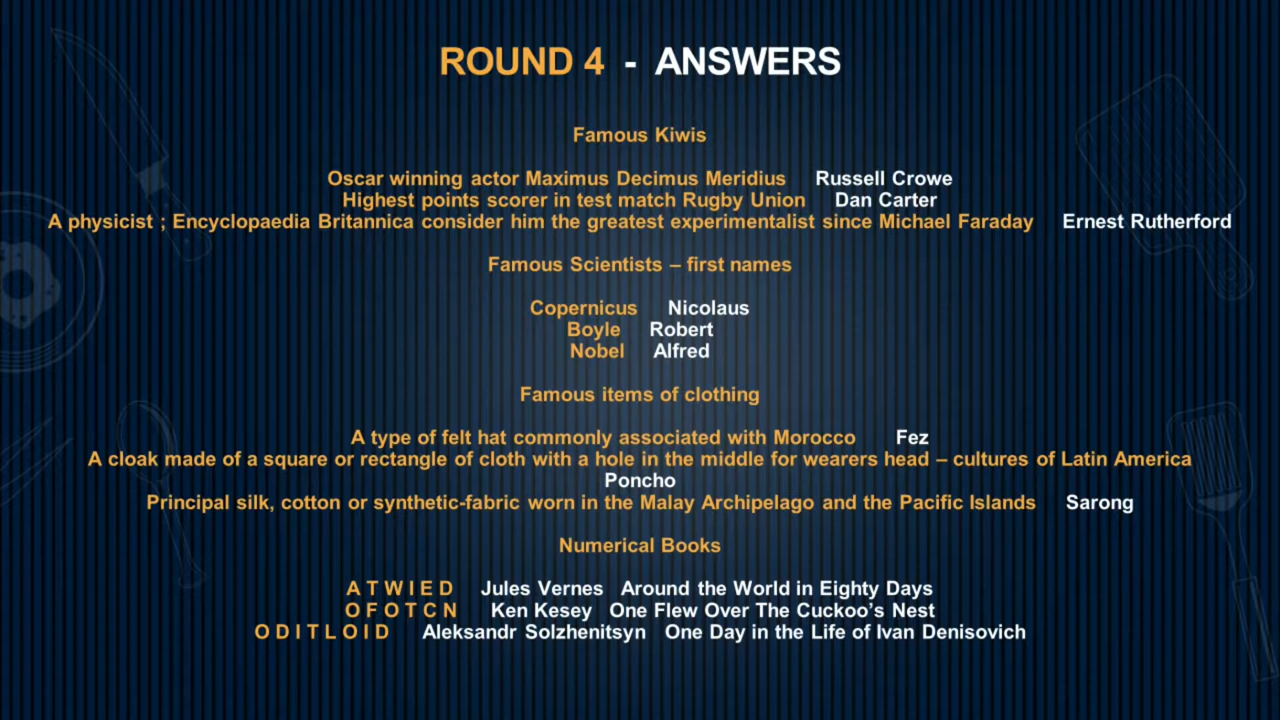 ROUND 4 - ANSWERS
Famous Kiwis
Oscar winning actor Maximus Decimus Meridius Russell Crowe
Highest points scorer in test match Rugby Union Dan Carter
A physicist ; Encyclopaedia Britannica consider him the greatest experimentalist since Michael Faraday Ernest Rutherford
Famous Scientists – first names
Copernicus Nicolaus
Boyle Robert
Nobel Alfred
Famous items of clothing
A type of felt hat commonly associated with Morocco Fez
A cloak made of a square or rectangle of cloth with a hole in the middle for wearers head – cultures of Latin America
Poncho
Principal silk, cotton or synthetic-fabric worn in the Malay Archipelago and the Pacific Islands Sarong
Numerical Books
A T W I E D Jules Vernes Around the World in Eighty Days
O F O T C N Ken Kesey One Flew Over The Cuckoo's Nest
O D I T L O I D Aleksandr Solzhenitsyn One Day in the Life of Ivan Denisovich